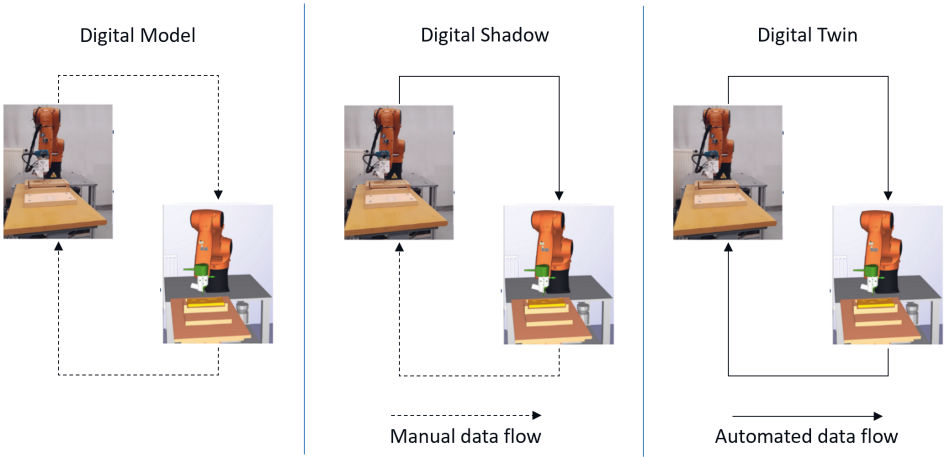 Digital Model
Digital Shadow
Digital Twin
Manual data flow
Automated data flow